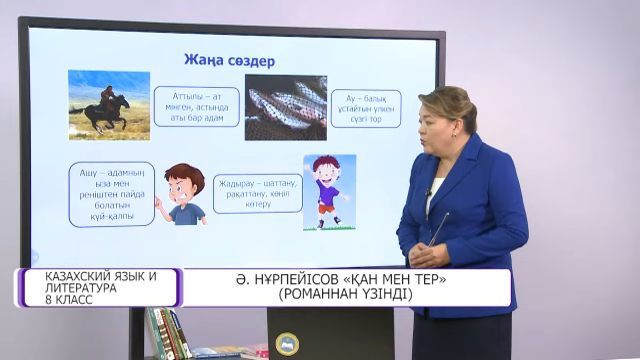 Жаңа сөздер
Аттылы – ат
мінген, астында
аты бар адам
Ау – балық
ұстайтын үлкен
сүзгі тор
Ашу – адамның
ыза мен
реніштен пайда
болатын
күй-қалпы
Жадырау – шаттану,
рақаттану, көңіл
көтеру
КАЗАХСКИЙ ЯЗЫК И
ЛИТЕРАТУРА
8 КЛАСС
Ә. НҰРПЕЙІСОВ «ҚАН МЕН ТЕР»
(РОМАННАН ҮЗІНДІ)